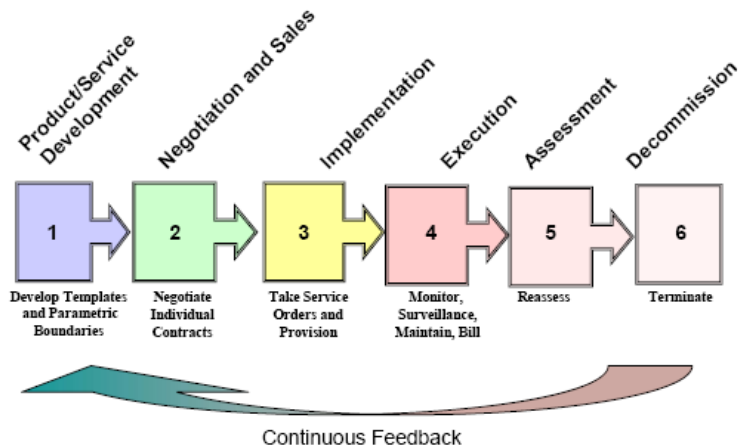 Product/Service
Development
Negotiation and Sales
Implementation
Execution
Assessment
Decommission
1
2
3
4
5
6
Develop Templates
and Parametric
Boundaries
Negotiate
Individual
Contracts
Take Service
Orders and
Provision
Monitor,
Surveillance,
Maintain, Bill
Reassess
Terminate
Continuous Feedback